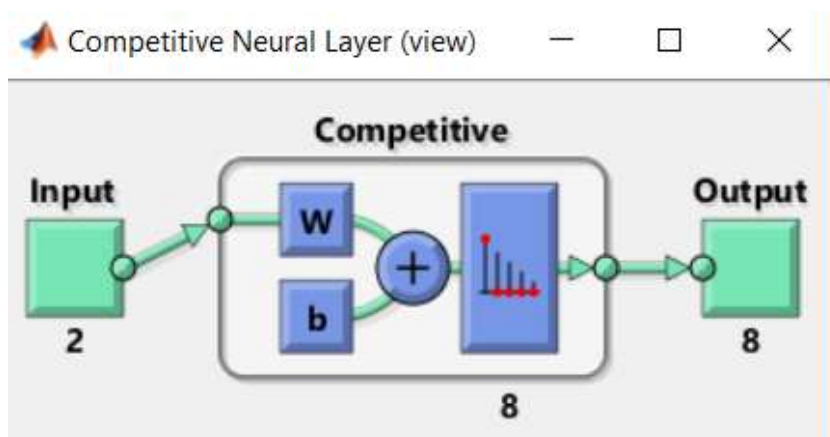 Competitive Neural Layer (view)
Competitive
Input
Output
W
b
+
2
8
8